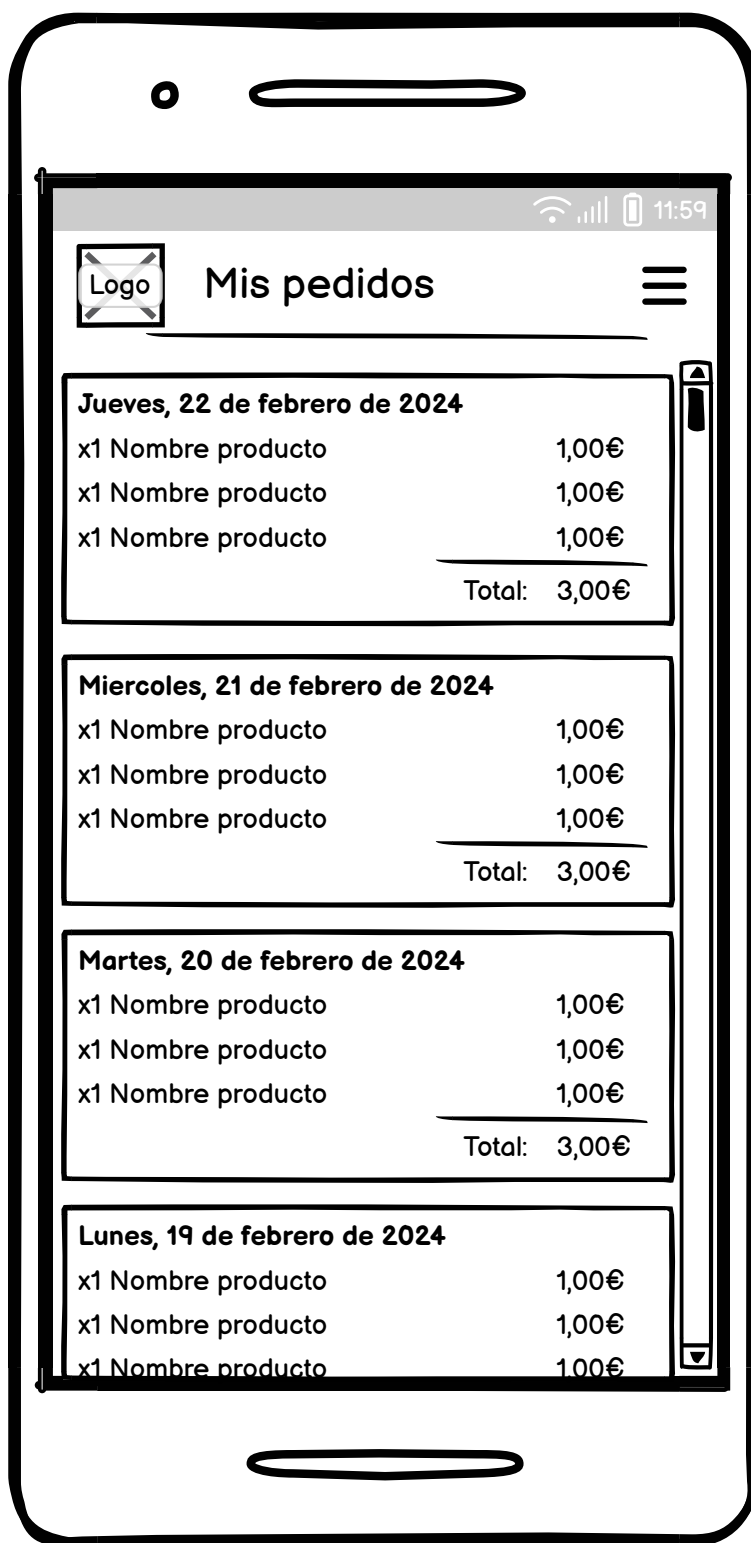 11:59
Logo Mis pedidos
Jueves, 22 de febrero de 2024
x1 Nombre producto 1,00€
x1 Nombre producto 1,00€
x1 Nombre producto 1,00€
Total: 3,00€
Miercoles, 21 de febrero de 2024
x1 Nombre producto 1,00€
x1 Nombre producto 1,00€
x1 Nombre producto 1,00€
Total: 3,00€
Martes, 20 de febrero de 2024
x1 Nombre producto 1,00€
x1 Nombre producto 1,00€
x1 Nombre producto 1,00€
Total: 3,00€
Lunes, 19 de febrero de 2024
x1 Nombre producto 1,00€
x1 Nombre producto 1,00€
x1 Nombre producto 1,00€